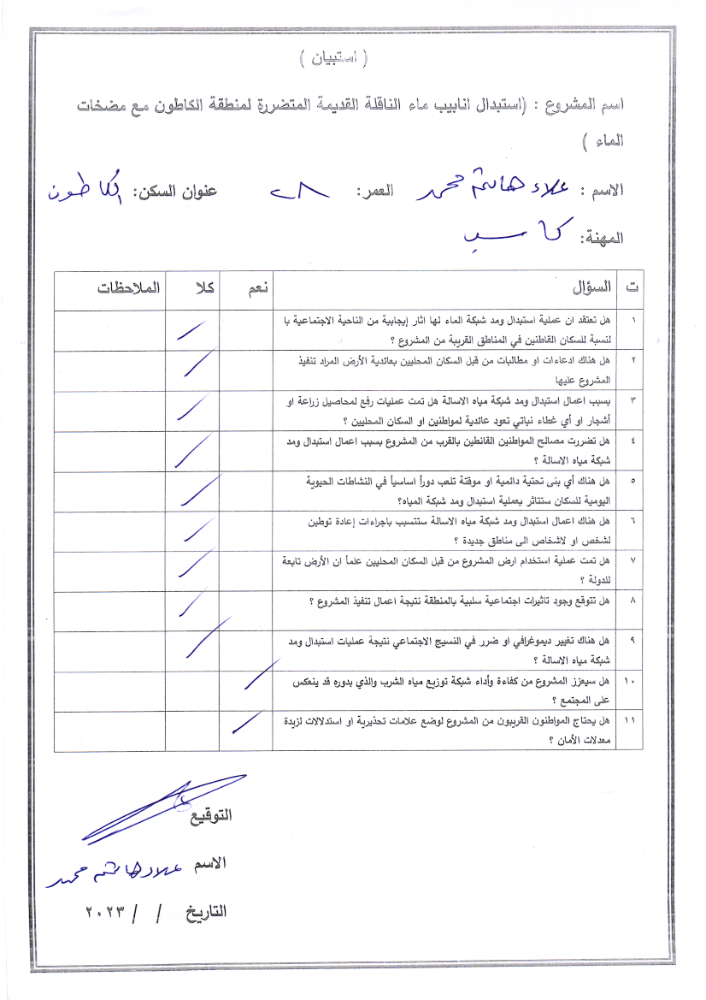 ( استبيان )
اسم المشروع : (استبدال انابيب ماء الناقلة القديمة المتضررة لمنطقة الكاطون مع مضخات
الماء )
الاسم : علاء هاشم محمد العمر: ٢٨ عنوان السكن: الكاطون
المهنة: كاسب
ت السؤال نعم كلا الملاحظات
١ هل تعتقد ان عملية استبدال ومد شبكة الماء لها اثار إيجابية من الناحية الاجتماعية با
لنسبة للسكان القاطنين في المناطق القريبة من المشروع ؟
٢ هل هناك ادعاءات او مطالبات من قبل السكان المحليين بعائدية الأرض المراد تنفيذ
المشروع عليها
٣ بسبب اعمال استبدال ومد شبكة مياه الاسالة هل تمت عمليات رفع لمحاصيل زراعة او
أشجار او أي غطاء نباتي تعود عائدية لمواطنين او السكان المحليين ؟
٤ هل تضررت مصالح المواطنين القانطين بالقرب من المشروع بسبب اعمال استبدال ومد
شبكة مياه الاسالة ؟
٥ هل هناك أي بنى تحتية دائمية او موقتة تلعب دوراً اساسياً في النشاطات الحيوية
اليومية للسكان ستتاثر بعملية استبدال ومد شبكة المياه؟
٦ هل هناك اعمال استبدال ومد شبكة مياه الاسالة ستتسبب باجراءات إعادة توطين
لشخص او لاشخاص الى مناطق جديدة ؟
٧ هل تمت عملية استخدام ارض المشروع من قبل السكان المحليين علماً ان الأرض تابعة
للدولة ؟
٨ هل تتوقع وجود تاثيرات اجتماعية سلبية بالمنطقة نتيجة اعمال تنفيذ المشروع ؟
٩ هل هناك تغيير ديموغرافي او ضرر في النسيج الاجتماعي نتيجة عمليات استبدال ومد
شبكة مياه الاسالة ؟
١٠ هل سيعزز المشروع من كفاءة وأداء شبكة توزيع مياه الشرب والذي بدوره قد ينعكس
على المجتمع ؟
١١ هل يحتاج المواطنون القريبون من المشروع لوضع علامات تحذيرية او استدلالات لزيدة
معدلات الأمان ؟
التوقيع
الاسم علاء هاشم محمد
التاريخ / / ٢٠٢٣